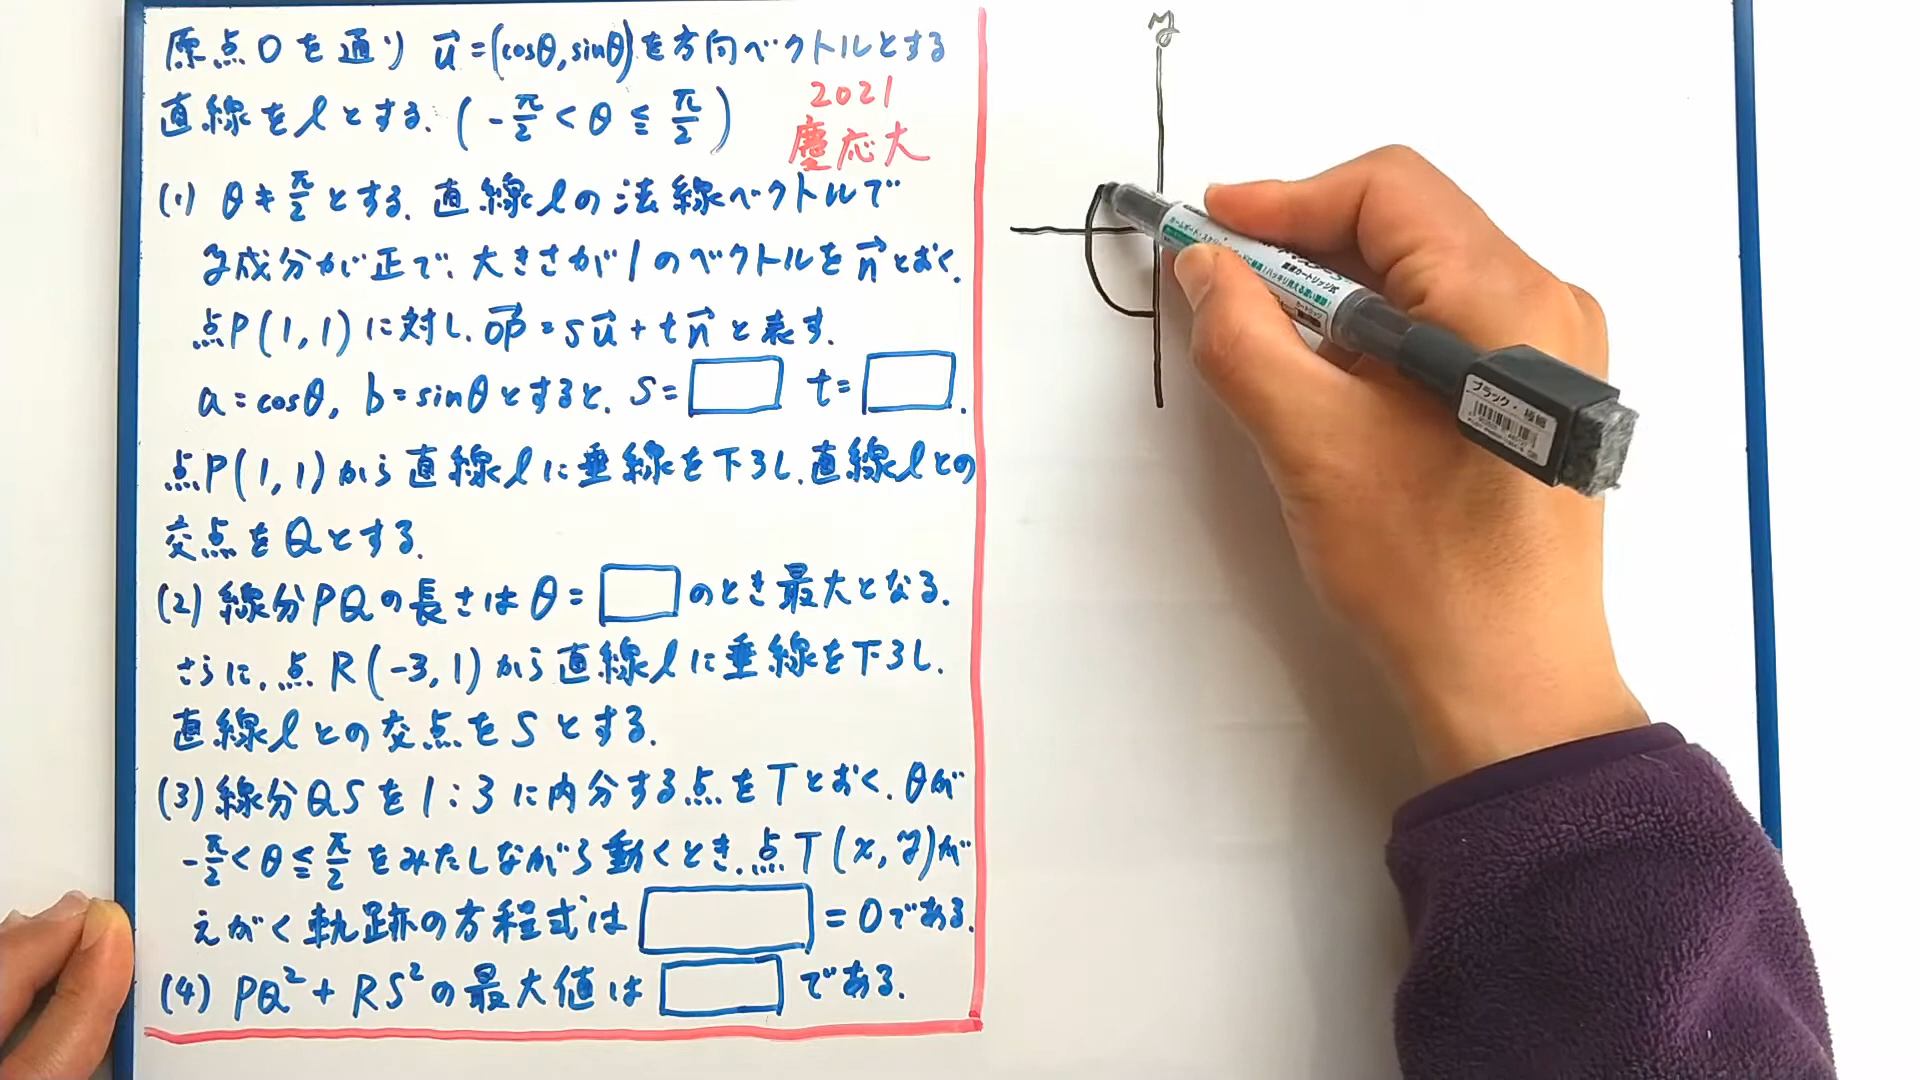 原点Oを通り u→=(cosθ,sinθ)を方向ベクトルとする
直線をlとする. (-π/2 < θ ≦ π/2)
2021
慶応大
(1) θ≠π/2とする. 直線lの法線ベクトルで
y成分が正で、大きさが1のベクトルをn→とおく.
点P(1,1)に対し. OP→=su→+tn→と表す.
a=cosθ, b=sinθとすると. s=□ t=□.
点P(1,1)から直線lに垂線を下ろし. 直線lとの
交点をQとする.
(2) 線分PQの長さはθ=□のとき最大となる.
さらに. 点R(-3,1)から直線lに垂線を下ろし.
直線lとの交点をSとする.
(3) 線分QSを1:3に内分する点をTとおく. θが
-π/2<θ≦π/2をみたしながら動くとき. 点T(x,y)が
えがく軌跡の方程式は□=0である.
(4) PQ²+RS²の最大値は□である.
y
ブラック・極細